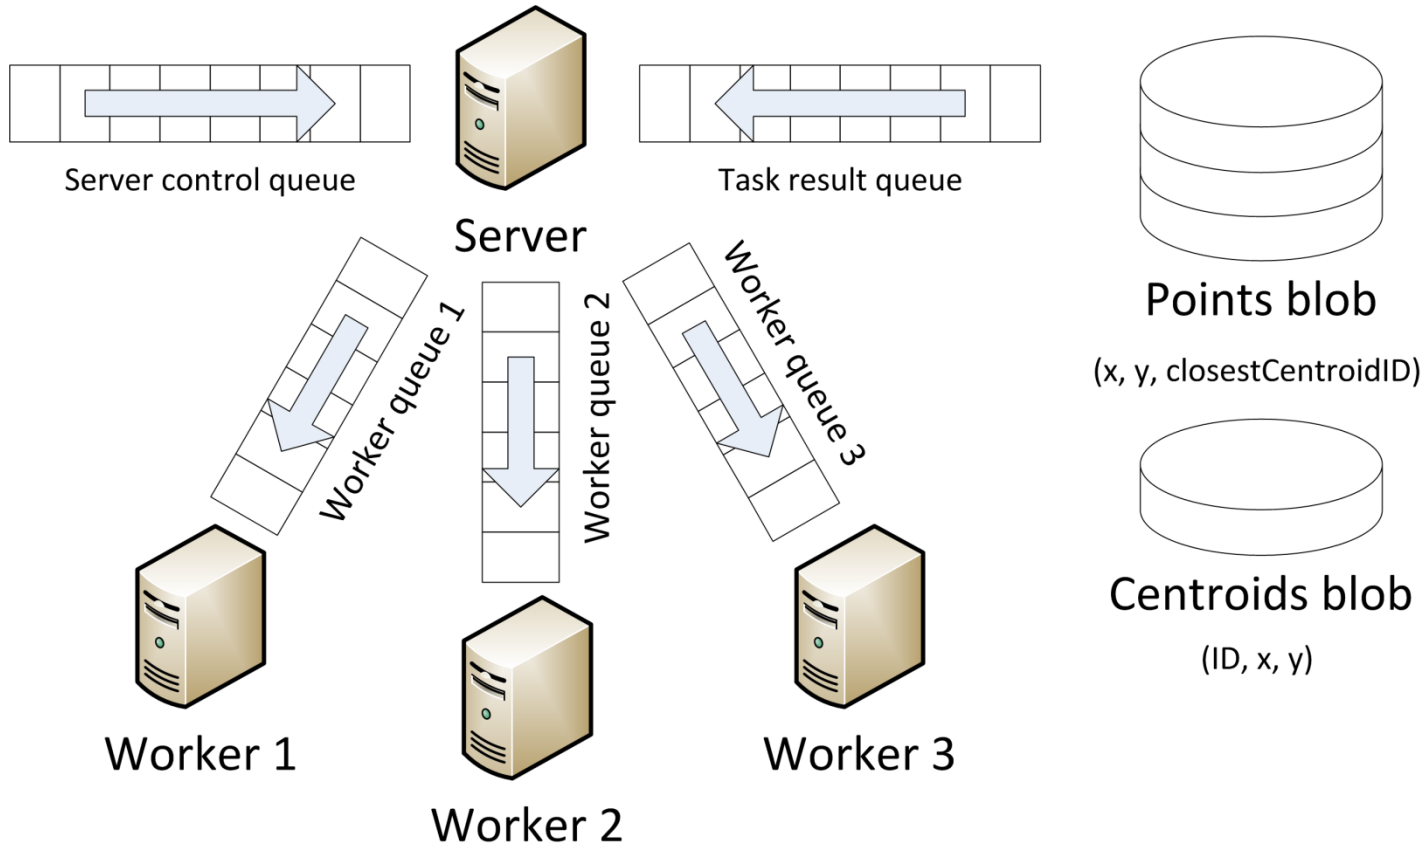 Server control queue
Server
Task result queue
Worker queue 1
Worker queue 2
Worker queue 3
Worker 1
Worker 2
Worker 3
Points blob
(x, y, closestCentroidID)
Centroids blob
(ID, x, y)